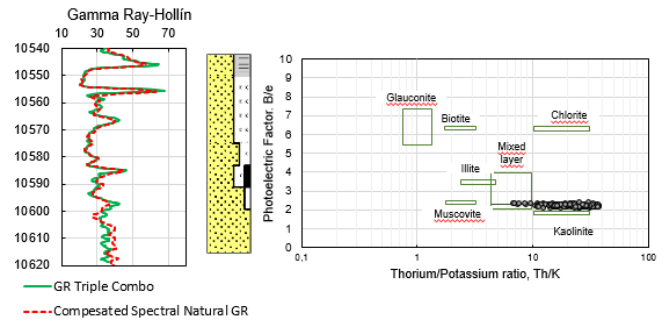 Gamma Ray-Hollín
10 30 50 70
10540
10550
10560
10570
10580
10590
10600
10610
10620
GR Triple Combo
Compesated Spectral Natural GR
Photoelectric Factor. B/e
10
9
8
7
6
5
4
3
2
1
0
Glauconite
Biotite
Chlorite
Mixed
layer
Illite
Muscovite
Kaolinite
0,1 1 10 100
Thorium/Potassium ratio, Th/K